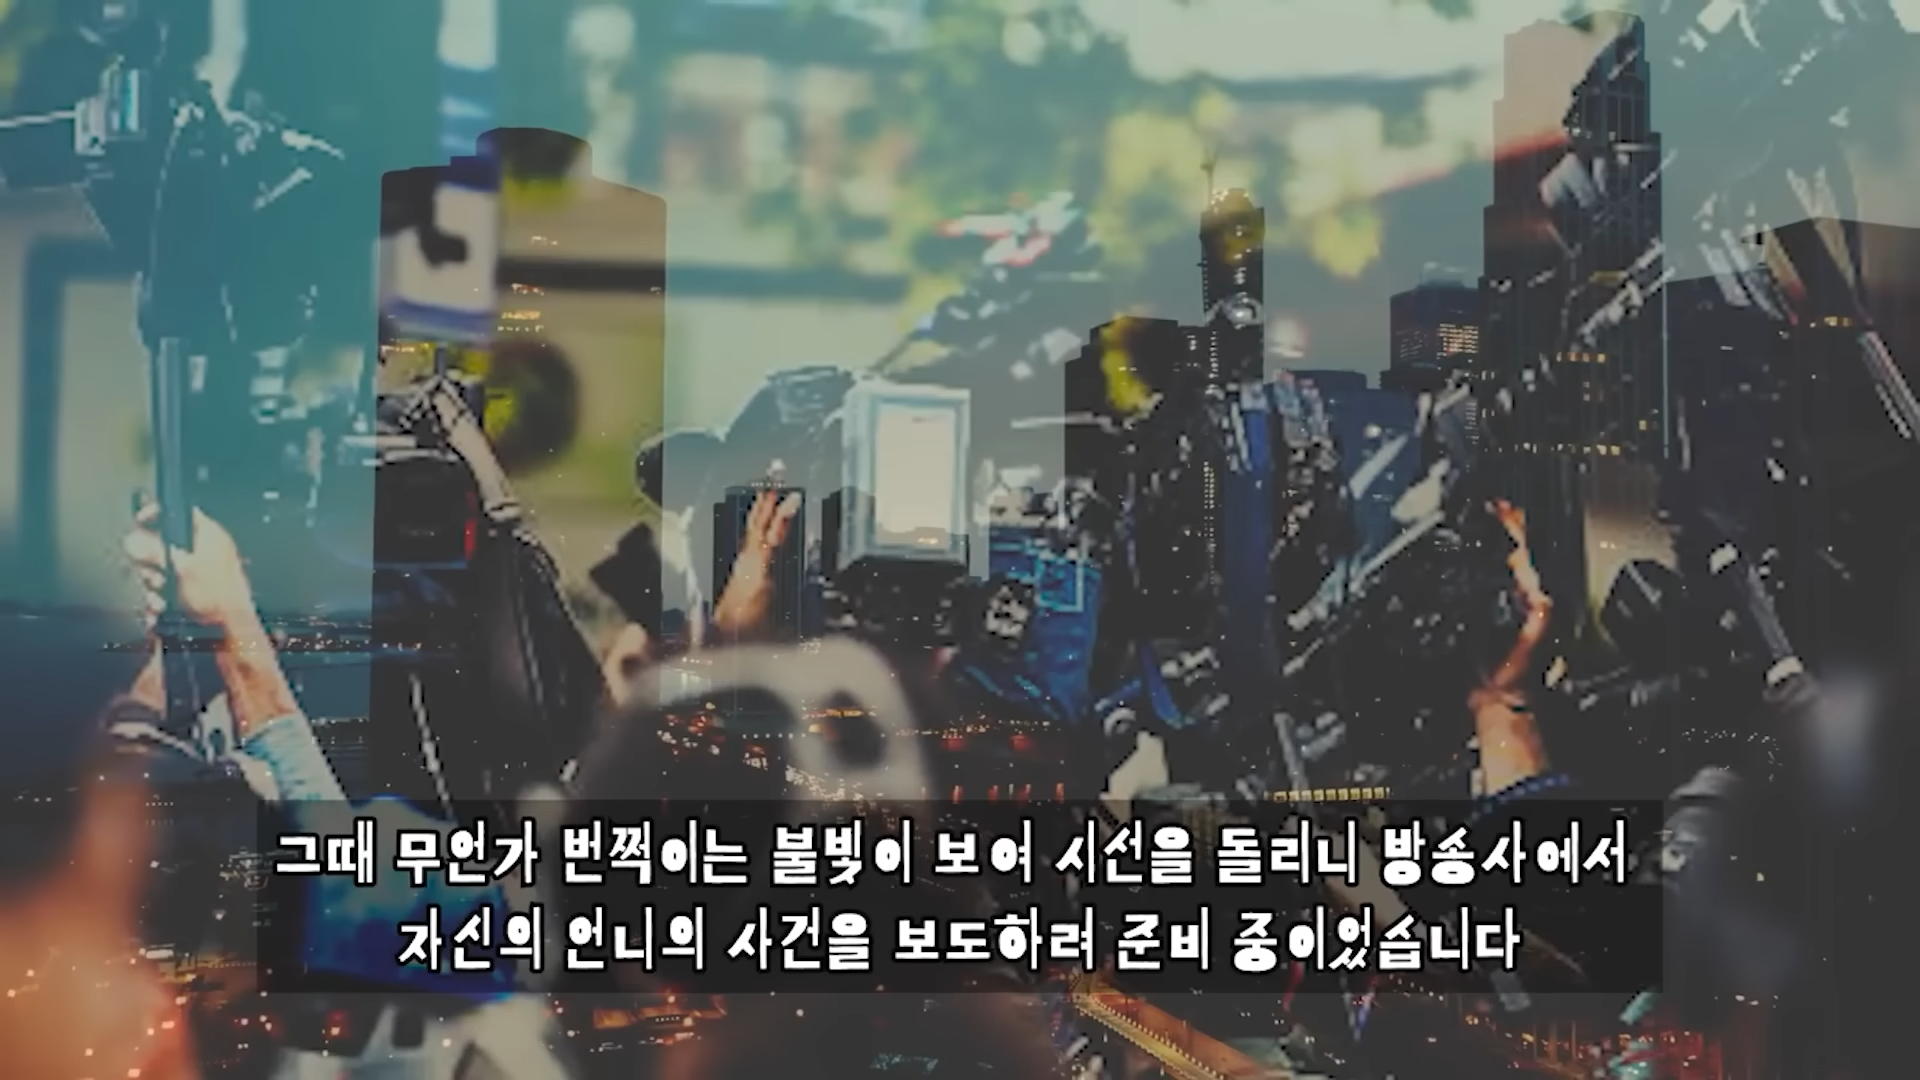 그때 무언가 번쩍이는 불빛이 보여 시선을 돌리니 방송사에서
자신의 언니의 사건을 보도하려 준비 중이었습니다